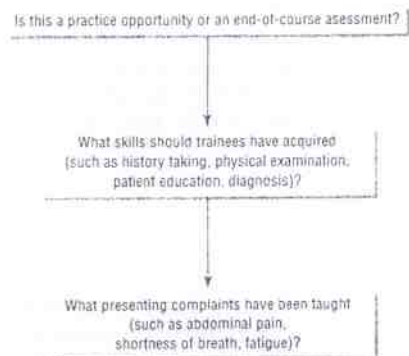 Is this a practice opportunity or an end-of-course asessment?
What skills should trainees have acquired
(such as history taking, physical examination,
patient education, diagnosis)?
What presenting complaints have been taught
(such as abdominal pain,
shortness of breath, fatigue)?